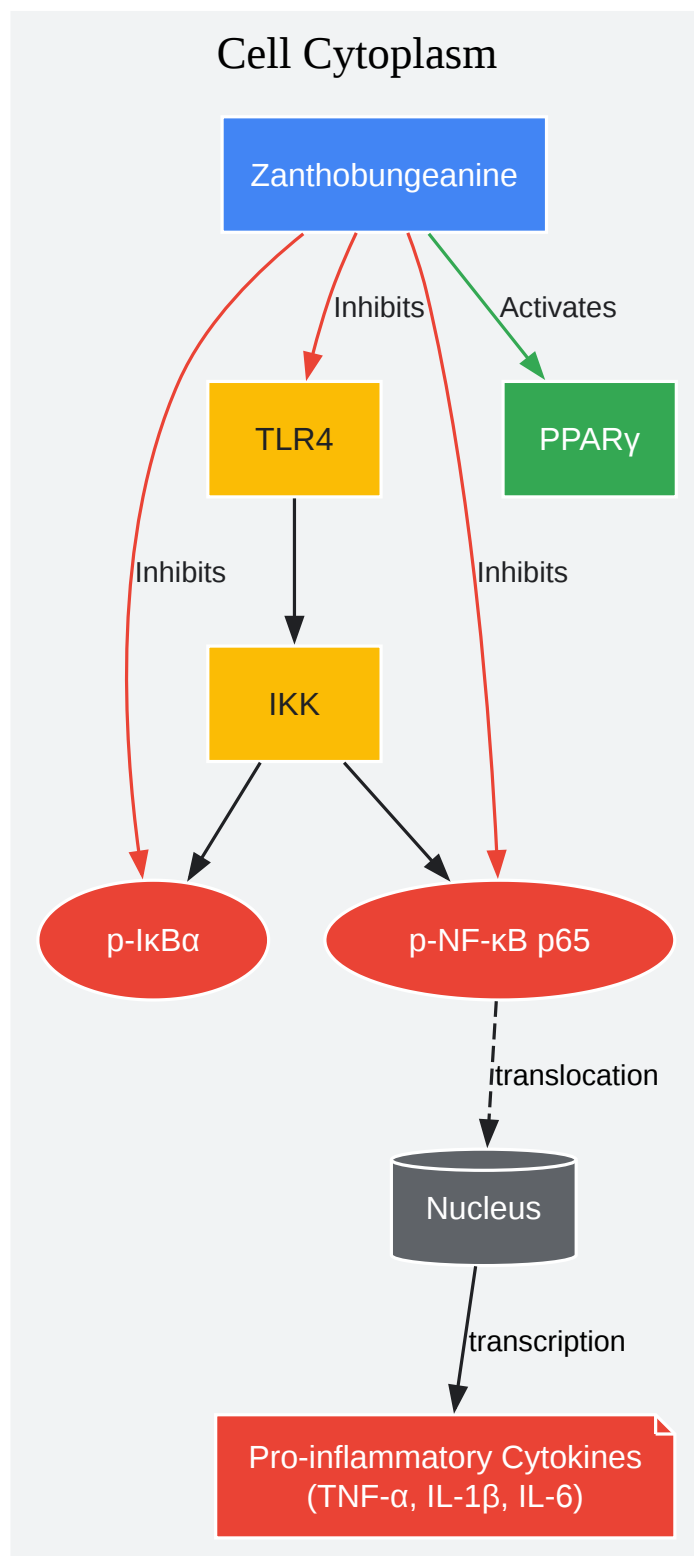 Cell Cytoplasm
Zanthobungeanine
Inhibits
Activates
TLR4
PPARγ
Inhibits
Inhibits
IKK
p-IκBα
p-NF-κB p65
translocation
Nucleus
transcription
Pro-inflammatory Cytokines
(TNF-α, IL-1β, IL-6)